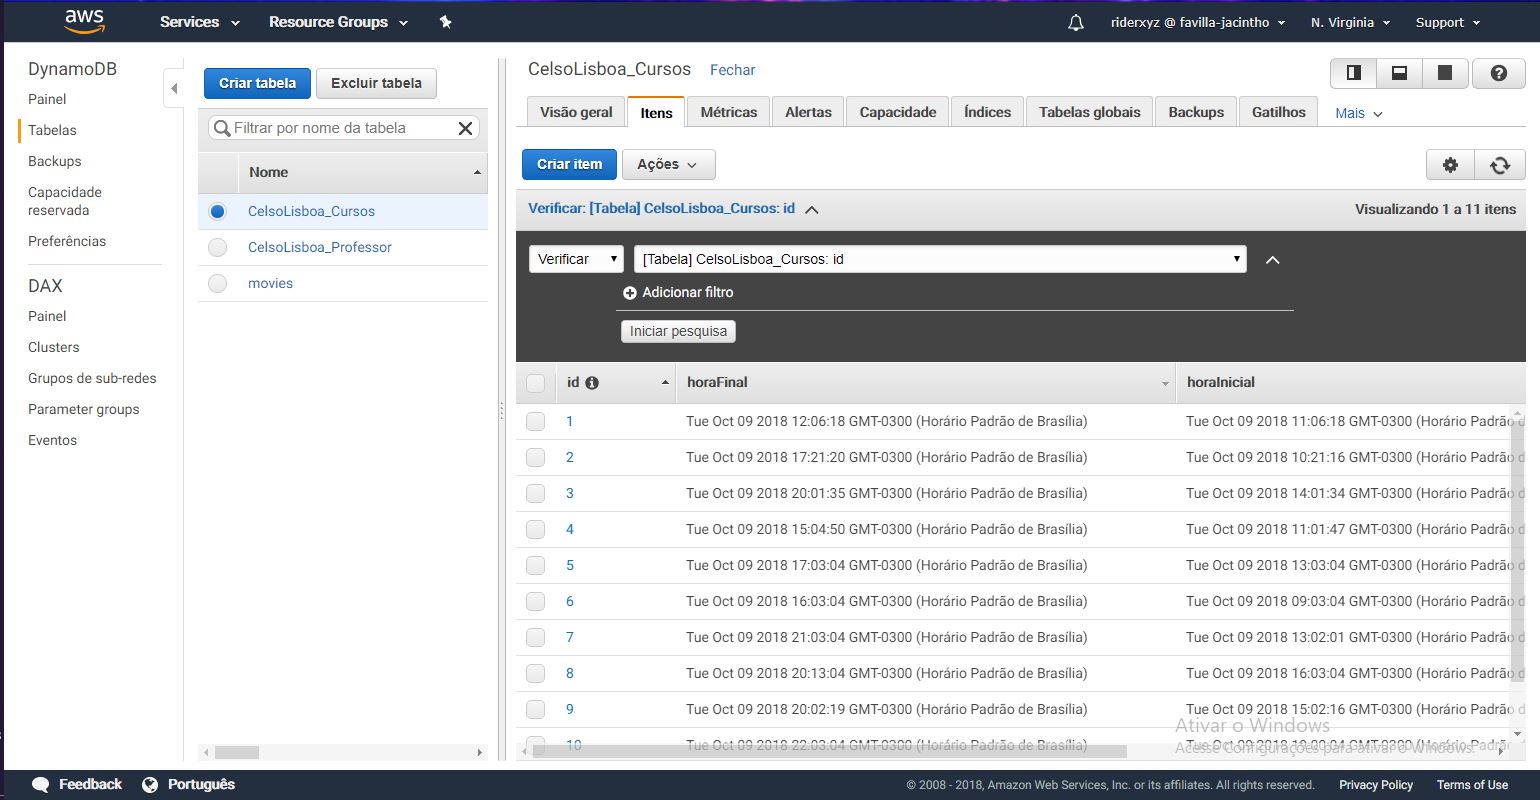 aws Services Resource Groups riderxyz @ favilla-jacintho N. Virginia Support
DynamoDB
Painel
Tabelas
Backups
Capacidade
reservada
Preferências
DAX
Painel
Clusters
Grupos de sub-redes
Parameter groups
Eventos
Criar tabela Excluir tabela
Filtrar por nome da tabela
Nome
CelsoLisboa_Cursos
CelsoLisboa_Professor
movies
CelsoLisboa_Cursos Fechar
Visão geral Itens Métricas Alertas Capacidade Índices Tabelas globais Backups Gatilhos Mais
Criar item Ações
Verificar: [Tabela] CelsoLisboa_Cursos: id Visualizando 1 a 11 itens
Verificar [Tabela] CelsoLisboa_Cursos: id
Adicionar filtro
Iniciar pesquisa
id horaFinal horaInicial
1 Tue Oct 09 2018 12:06:18 GMT-0300 (Horário Padrão de Brasília) Tue Oct 09 2018 11:06:18 GMT-0300 (Horário Padrão d
2 Tue Oct 09 2018 17:21:20 GMT-0300 (Horário Padrão de Brasília) Tue Oct 09 2018 10:21:16 GMT-0300 (Horário Padrão d
3 Tue Oct 09 2018 20:01:35 GMT-0300 (Horário Padrão de Brasília) Tue Oct 09 2018 14:01:34 GMT-0300 (Horário Padrão d
4 Tue Oct 09 2018 15:04:50 GMT-0300 (Horário Padrão de Brasília) Tue Oct 09 2018 11:01:47 GMT-0300 (Horário Padrão d
5 Tue Oct 09 2018 17:03:04 GMT-0300 (Horário Padrão de Brasília) Tue Oct 09 2018 13:03:04 GMT-0300 (Horário Padrão d
6 Tue Oct 09 2018 16:03:04 GMT-0300 (Horário Padrão de Brasília) Tue Oct 09 2018 09:03:04 GMT-0300 (Horário Padrão d
7 Tue Oct 09 2018 21:03:04 GMT-0300 (Horário Padrão de Brasília) Tue Oct 09 2018 13:02:01 GMT-0300 (Horário Padrão d
8 Tue Oct 09 2018 20:13:04 GMT-0300 (Horário Padrão de Brasília) Tue Oct 09 2018 16:03:04 GMT-0300 (Horário Padrão d
9 Tue Oct 09 2018 20:02:19 GMT-0300 (Horário Padrão de Brasília) Tue Oct 09 2018 15:02:16 GMT-0300 (Horário Padrão d
Ativar o Windows
10 Tue Oct 09 2018 22:03:04 GMT-0300 (Horário Padrão de Brasília)
Acesse Configurações para ativar o Windows.
Feedback Português © 2008 - 2018, Amazon Web Services, Inc. or its affiliates. All rights reserved. Privacy Policy Terms of Use